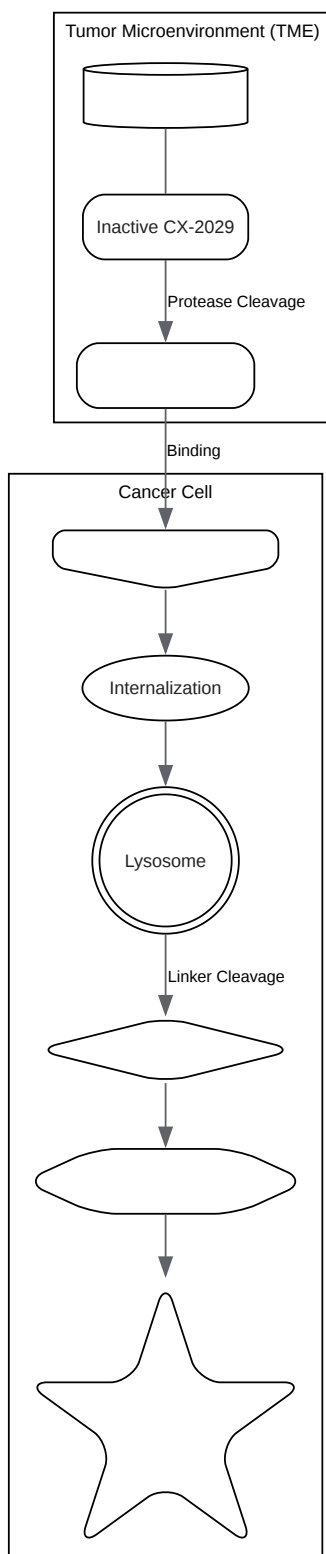 Tumor Microenvironment (TME)
Inactive CX-2029
Protease Cleavage
Binding
Cancer Cell
Internalization
Lysosome
Linker Cleavage